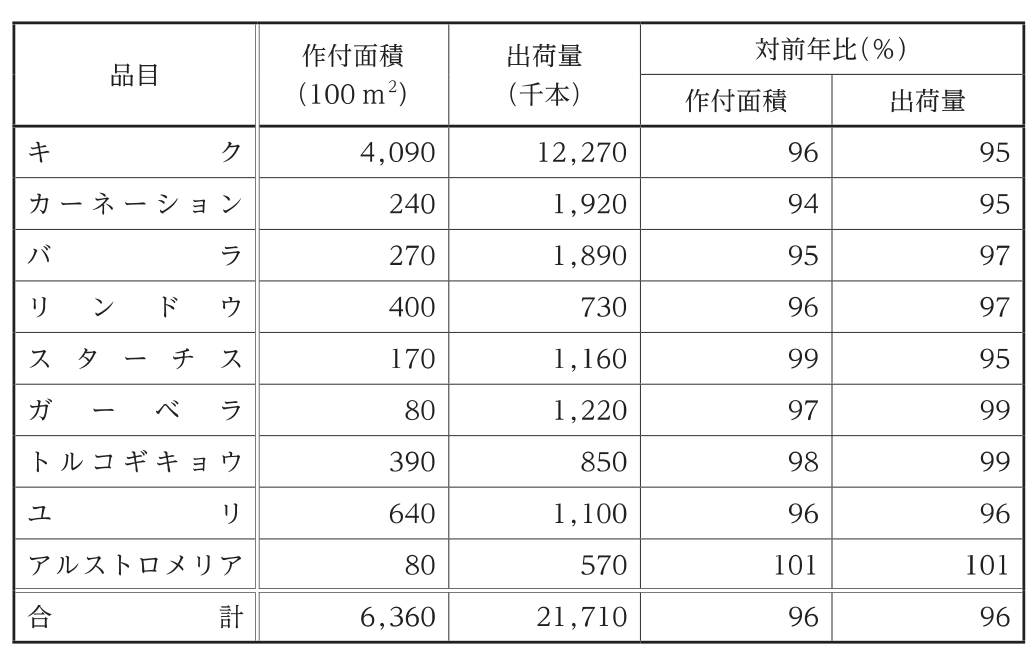 品目 作付面積 (100 m²) 出荷量 (千本) 対前年比(%)
作付面積 出荷量
キク 4,090 12,270 96 95
カーネーション 240 1,920 94 95
バラ 270 1,890 95 97
リンドウ 400 730 96 97
スターチス 170 1,160 99 95
ガーベラ 80 1,220 97 99
トルコギキョウ 390 850 98 99
ユリ 640 1,100 96 96
アルストロメリア 80 570 101 101
合計 6,360 21,710 96 96